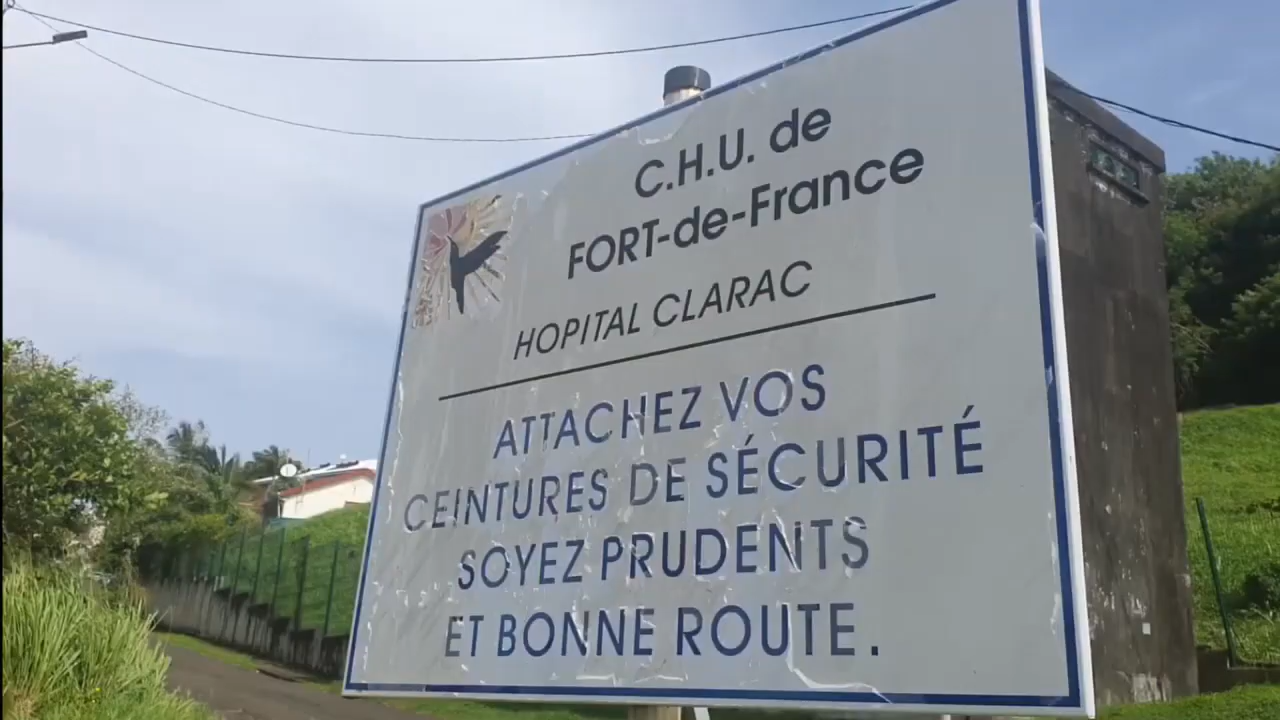 C.H.U. de
FORT-de-France
HOPITAL CLARAC
ATTACHEZ VOS
CEINTURES DE SÉCURITÉ
SOYEZ PRUDENTS
ET BONNE ROUTE.